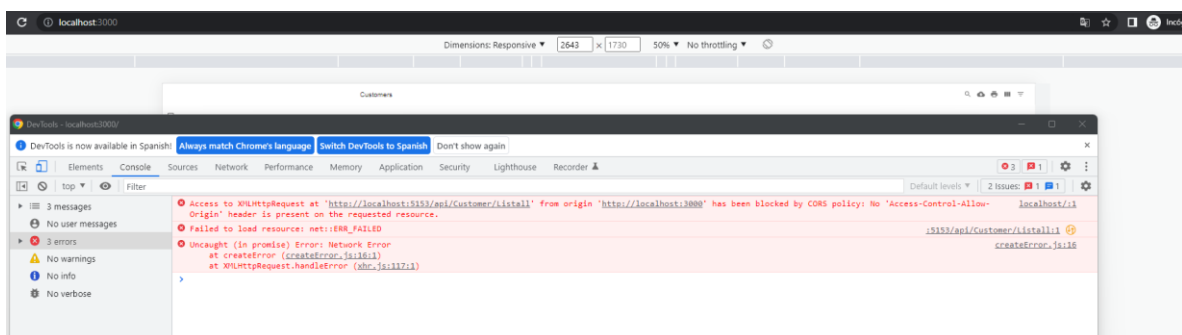 localhost:3000
Incó
Dimensions: Responsive ▼ 2643 × 1730 50% ▼ No throttling ▼
Customers
DevTools - localhost:3000/
DevTools is now available in Spanish! Always match Chrome's language Switch DevTools to Spanish Don't show again
Elements Console Sources Network Performance Memory Application Security Lighthouse Recorder 3 1
top ▼ Filter Default levels ▼ 2 Issues: 1 1
3 messages
No user messages
3 errors
No warnings
No info
No verbose
Access to XMLHttpRequest at 'http://localhost:5153/api/Customer/Listall' from origin 'http://localhost:3000' has been blocked by CORS policy: No 'Access-Control-Allow- localhost/:1
Origin' header is present on the requested resource.
Failed to load resource: net::ERR_FAILED :5153/api/Customer/Listall:1
Uncaught (in promise) Error: Network Error createError.js:16
at createError (createError.js:16:1)
at XMLHttpRequest.handleError (xhr.js:117:1)